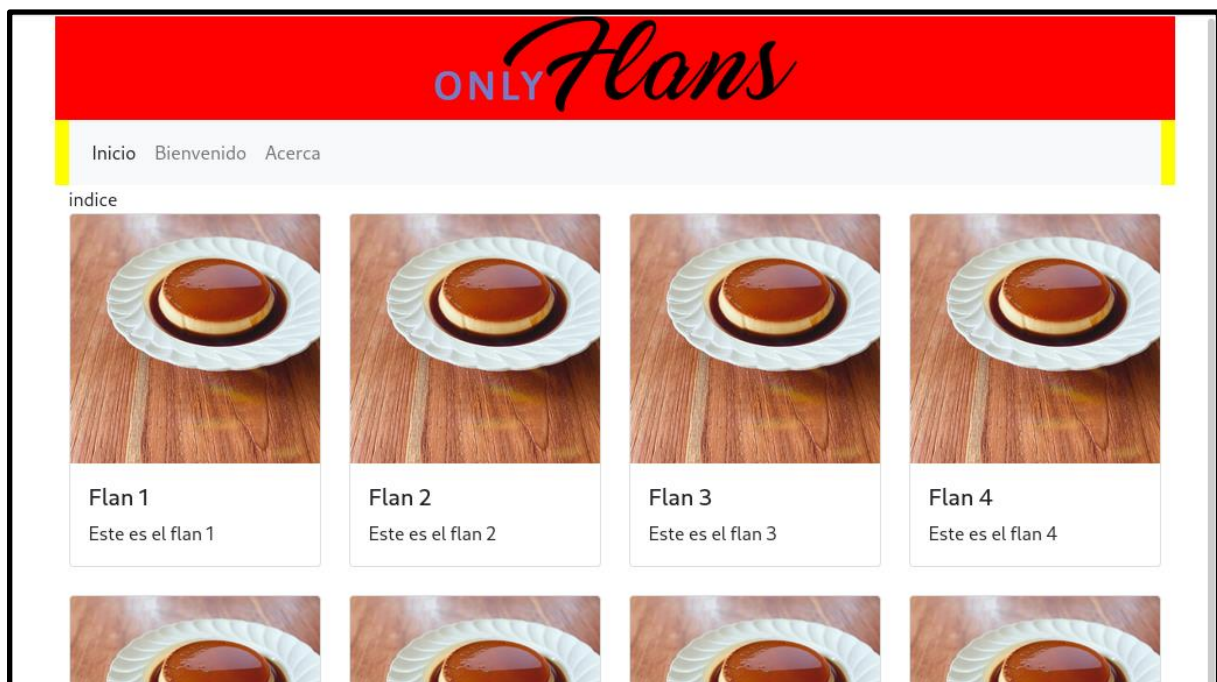 ONLY Flans
Inicio Bienvenido Acerca
indice
Flan 1 Flan 2 Flan 3 Flan 4
Este es el flan 1 Este es el flan 2 Este es el flan 3 Este es el flan 4